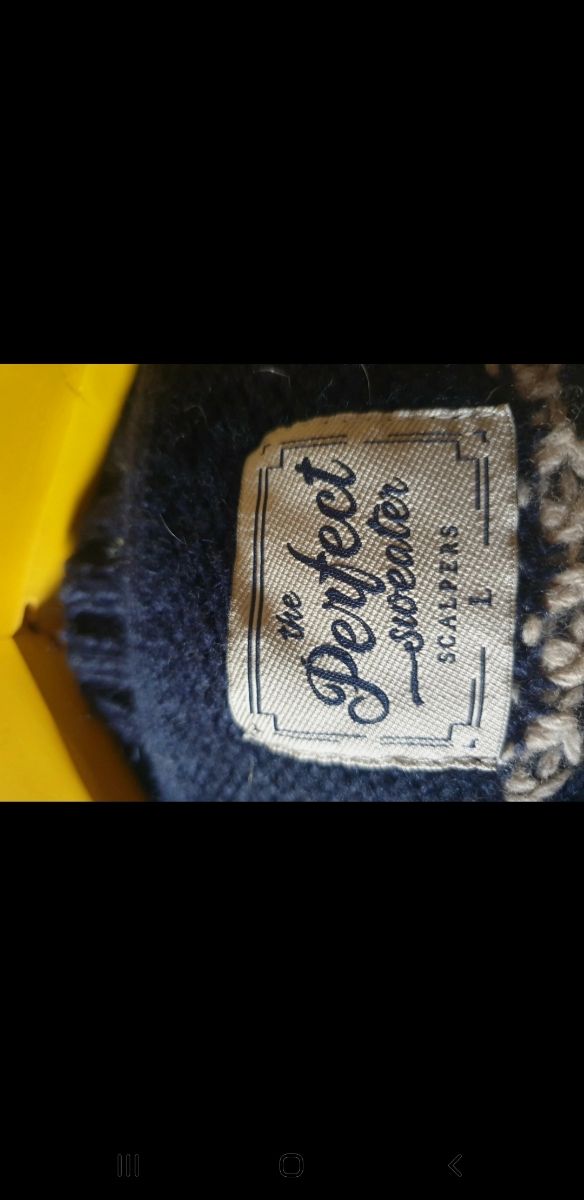 the
Perfect
sweater
SCALPERS
L